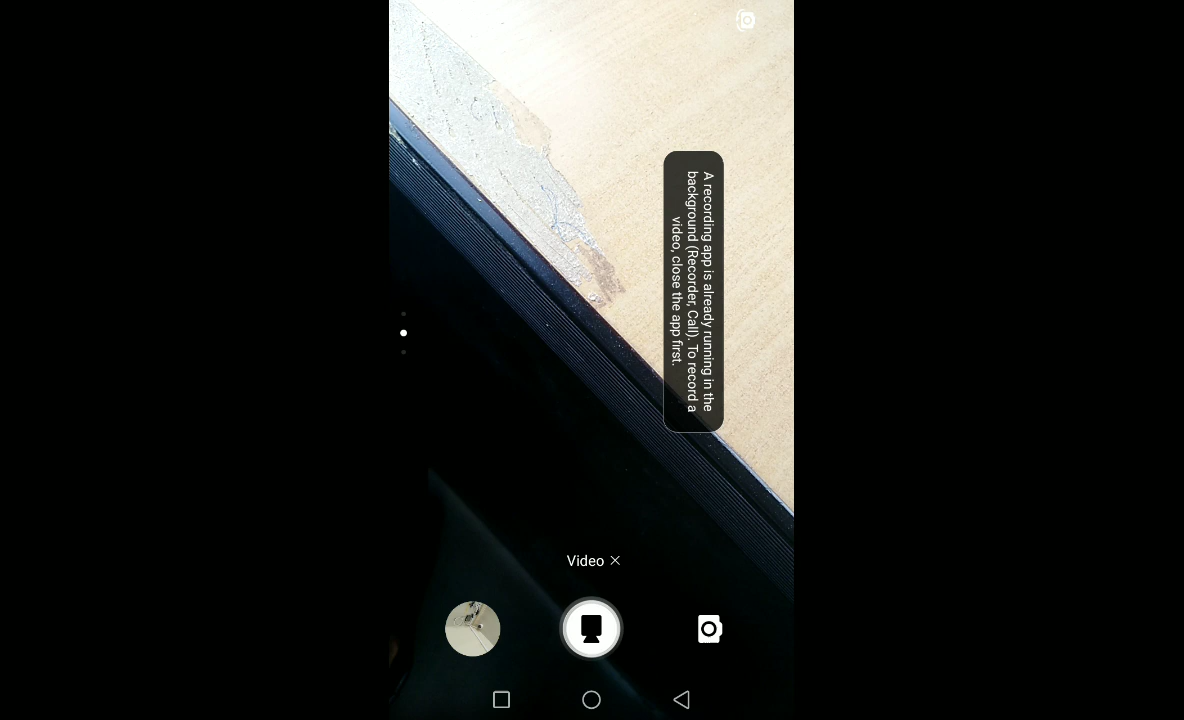 A recording app is already running in the
background (Recorder, Call). To record a
video, close the app first.
Video